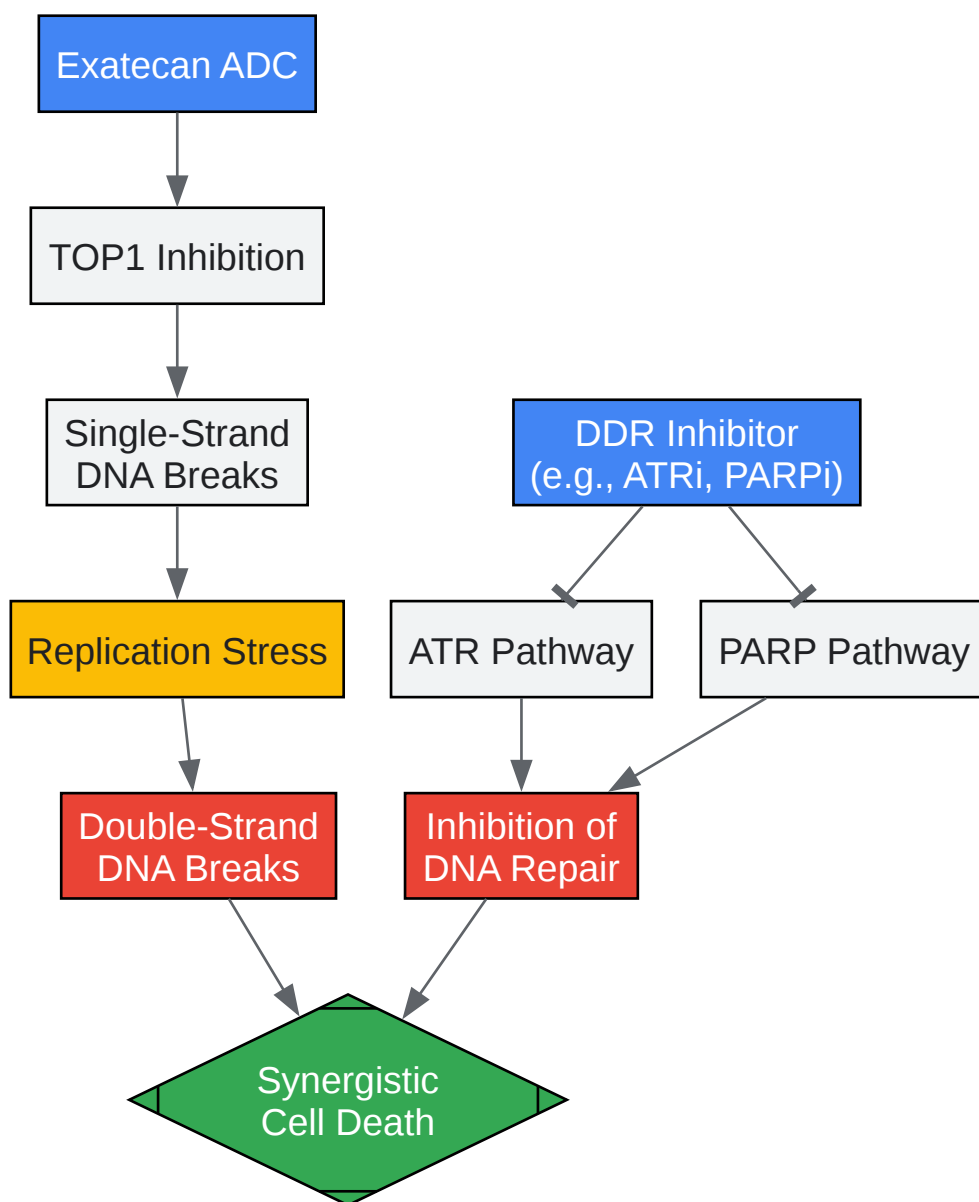 Exatecan ADC
TOP1 Inhibition
Single-Strand
DNA Breaks
DDR Inhibitor
(e.g., ATRi, PARPi)
Replication Stress
ATR Pathway
PARP Pathway
Double-Strand
DNA Breaks
Inhibition of
DNA Repair
Synergistic
Cell Death